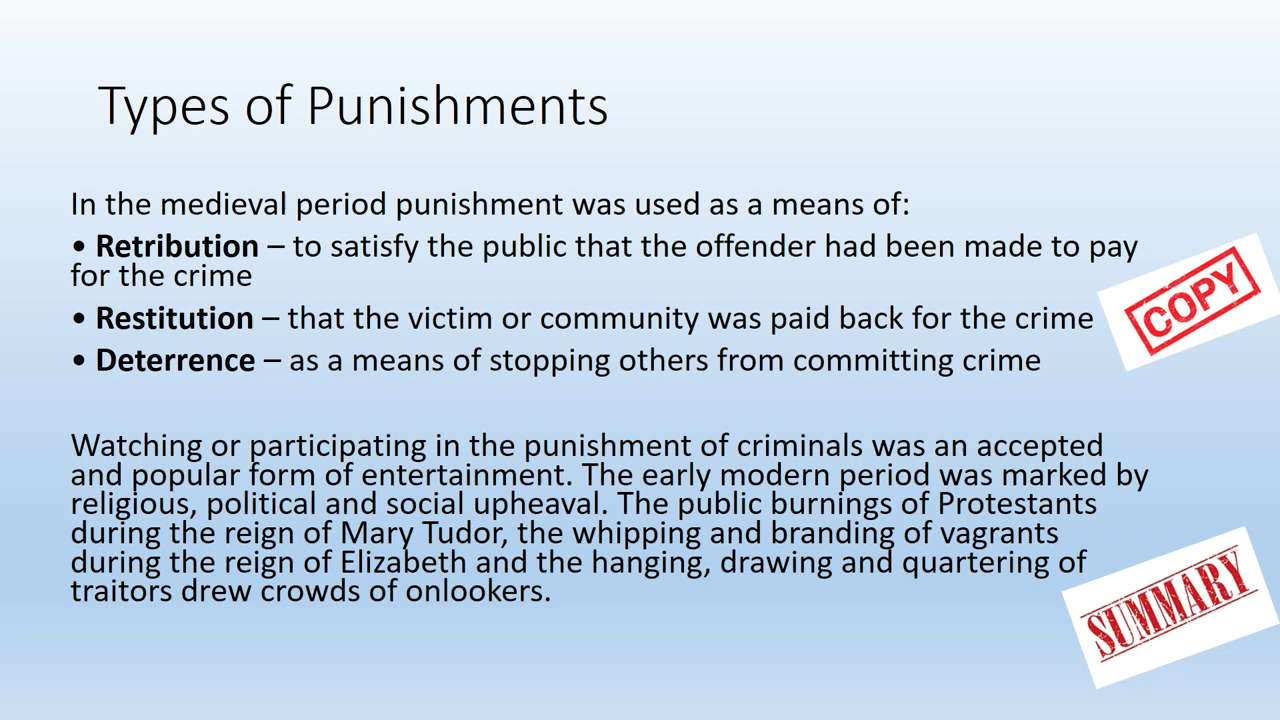 Types of Punishments
In the medieval period punishment was used as a means of:
• Retribution – to satisfy the public that the offender had been made to pay
for the crime
• Restitution – that the victim or community was paid back for the crime
• Deterrence – as a means of stopping others from committing crime
COPY
Watching or participating in the punishment of criminals was an accepted
and popular form of entertainment. The early modern period was marked by
religious, political and social upheaval. The public burnings of Protestants
during the reign of Mary Tudor, the whipping and branding of vagrants
during the reign of Elizabeth and the hanging, drawing and quartering of
traitors drew crowds of onlookers.
SUMMARY